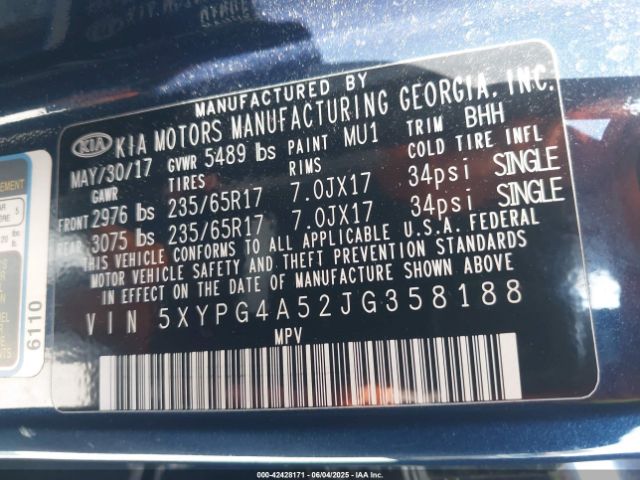 MANUFACTURED BY
KIA KIA MOTORS MANUFACTURING GEORGIA, INC.
MAY/30/17 GVWR 5489 lbs PAINT MU1 TRIM BHH
GAWR TIRES RIMS COLD TIRE INFL
FRONT 2976 lbs 235/65R17 7.0JX17 34psi SINGLE
REAR 3075 lbs 235/65R17 7.0JX17 34psi SINGLE
THIS VEHICLE CONFORMS TO ALL APPLICABLE U.S.A. FEDERAL
MOTOR VEHICLE SAFETY AND THEFT PREVENTION STANDARDS
IN EFFECT ON THE DATE OF MANUFACTURE SHOWN ABOVE
VIN 5XYPG4A52JG358188
MPV
6110
000-42428171 - 06/04/2025 - IAA Inc.